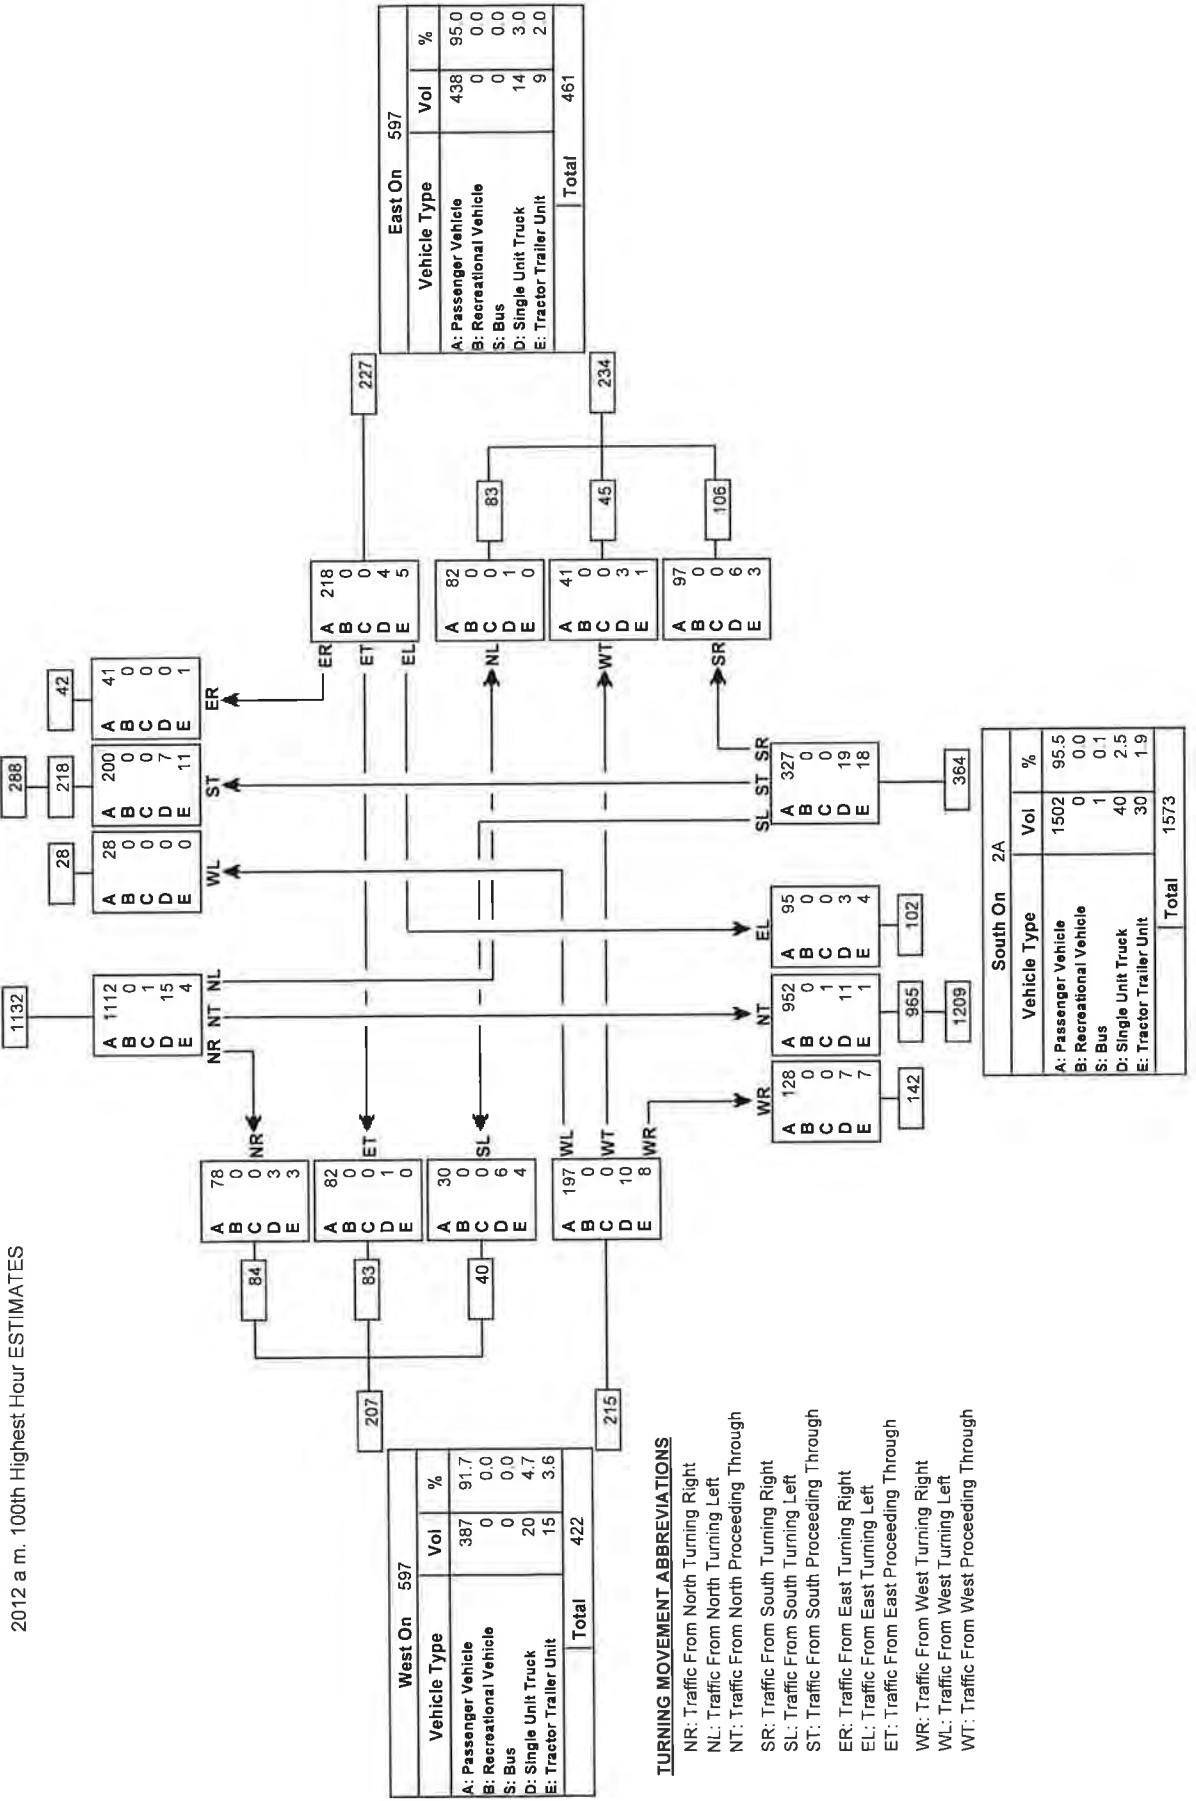 2012 a m. 100th Highest Hour ESTIMATES
1132
A 1112
B 0
C 1
D 15
E 4
NR NT NL
28
A 28
B 0
C 0
D 0
E 0
WL
288
218
A 200
B 0
C 0
D 7
E 11
ST
42
A 41
B 0
C 0
D 0
E 1
ER
West On 597
Vehicle Type Vol %
A: Passenger Vehicle 387 91.7
B: Recreational Vehicle 0 0.0
S: Bus 0 0.0
D: Single Unit Truck 20 4.7
E: Tractor Trailer Unit 15 3.6
Total 422
207
84
A 78
B 0
C 0
D 3
E 3
NR
83
A 82
B 0
C 0
D 1
E 0
ET
40
A 30
B 0
C 0
D 6
E 4
SL
215
A 197
B 0
C 0
D 10
E 8
WL
WT
WR
ER
ET
EL
A 218
B 0
C 0
D 4
E 5
227
NL
A 82
B 0
C 0
D 1
E 0
83
WT
A 41
B 0
C 0
D 3
E 1
45
SR
A 97
B 0
C 0
D 6
E 3
106
234
East On 597
Vehicle Type Vol %
A: Passenger Vehicle 438 95.0
B: Recreational Vehicle 0 0.0
S: Bus 0 0.0
D: Single Unit Truck 14 3.0
E: Tractor Trailer Unit 9 2.0
Total 461
WR
A 128
B 0
C 0
D 7
E 7
142
NT
A 952
B 0
C 1
D 11
E 1
965
1209
EL
A 95
B 0
C 0
D 3
E 4
102
SL ST SR
A 327
B 0
C 0
D 19
E 18
364
South On 2A
Vehicle Type Vol %
A: Passenger Vehicle 1502 95.5
B: Recreational Vehicle 0 0.0
S: Bus 1 0.1
D: Single Unit Truck 40 2.5
E: Tractor Trailer Unit 30 1.9
Total 1573
TURNING MOVEMENT ABBREVIATIONS
NR: Traffic From North Turning Right
NL: Traffic From North Turning Left
NT: Traffic From North Proceeding Through
SR: Traffic From South Turning Right
SL: Traffic From South Turning Left
ST: Traffic From South Proceeding Through
ER: Traffic From East Turning Right
EL: Traffic From East Turning Left
ET: Traffic From East Proceeding Through
WR: Traffic From West Turning Right
WL: Traffic From West Turning Left
WT: Traffic From West Proceeding Through